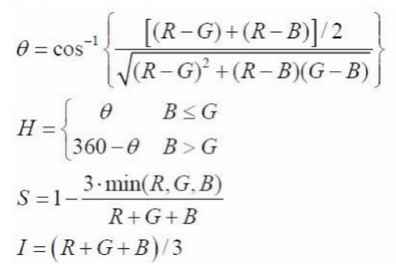 θ = cos⁻¹ { [(R−G)+(R−B)]/2 / √((R−G)²+(R−B)(G−B)) }
H = { θ B ≤ G
360−θ B > G
S = 1− 3·min(R,G,B) / R+G+B
I = (R+G+B)/3